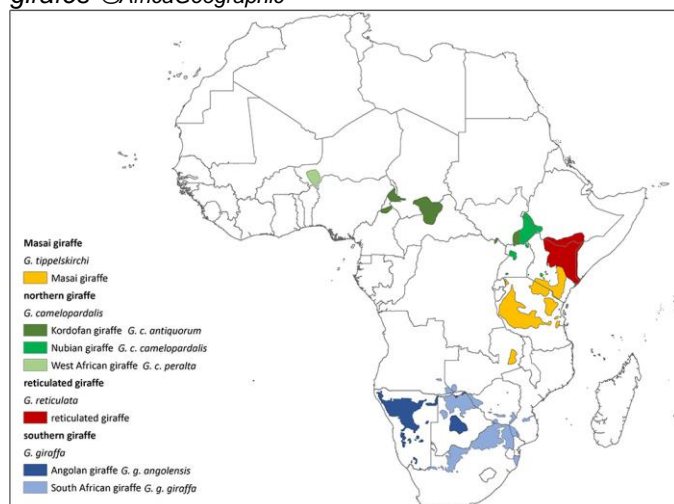 girafes ©AfricaGeographic
Masai giraffe
G. tippelskirchi
Masai giraffe
northern giraffe
G. camelopardalis
Kordofan giraffe G. c. antiquorum
Nubian giraffe G. c. camelopardalis
West African giraffe G. c. peralta
reticulated giraffe
G. reticulata
reticulated giraffe
southern giraffe
G. giraffa
Angolan giraffe G. g. angolensis
South African giraffe G. g. giraffa